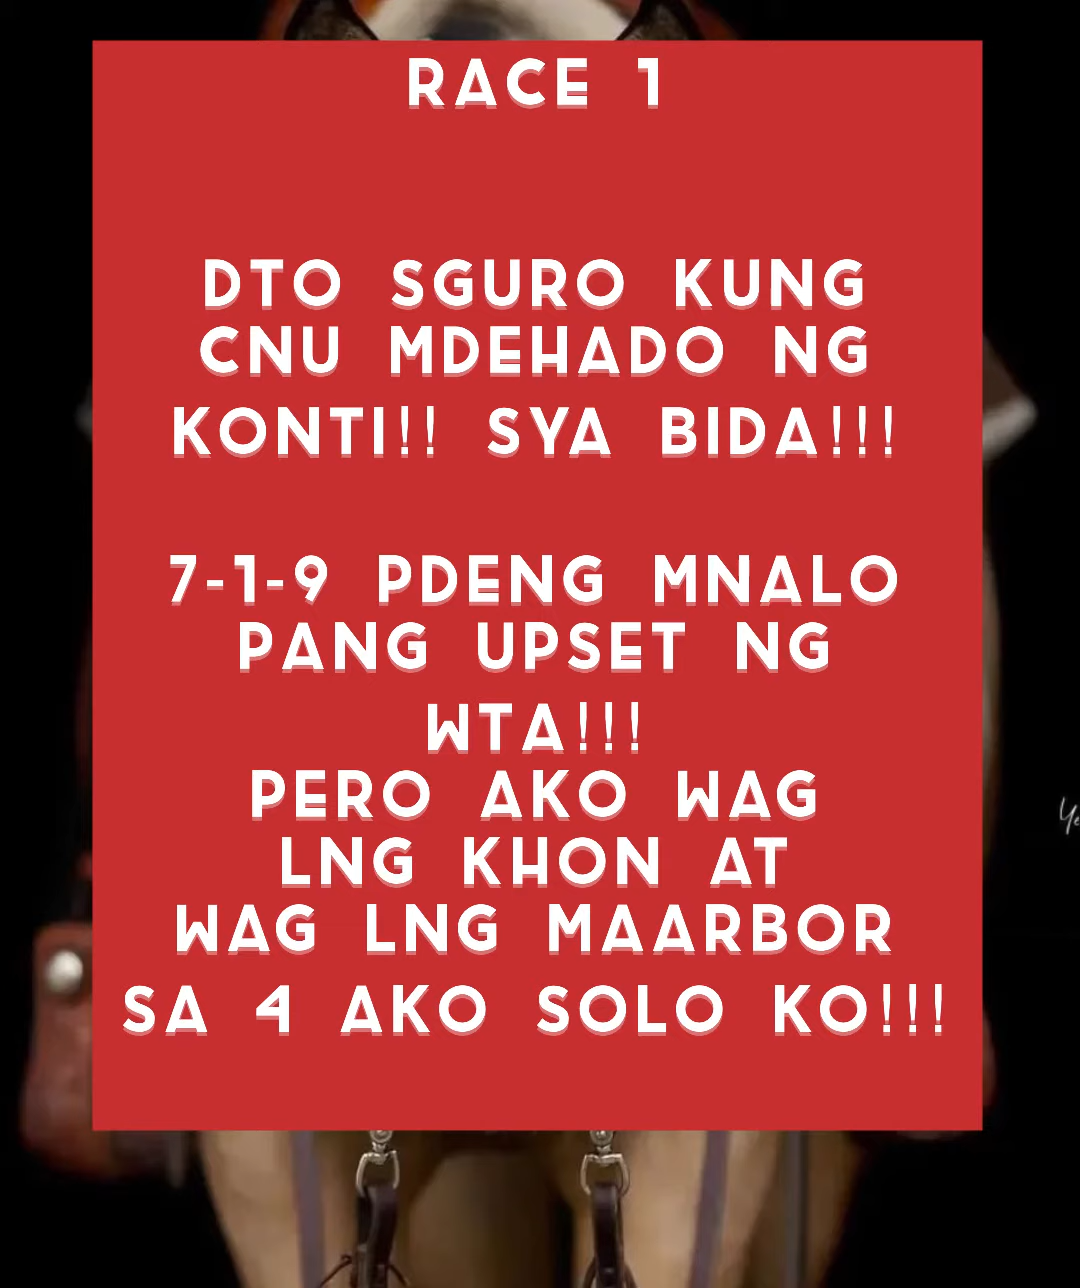 RACE 1
DTO SGURO KUNG
CNU MDEHADO NG
KONTI!! SYA BIDA!!!
7-1-9 PDENG MNALO
PANG UPSET NG
WTA!!!
PERO AKO WAG
LNG KHON AT
WAG LNG MAARBOR
SA 4 AKO SOLO KO!!!